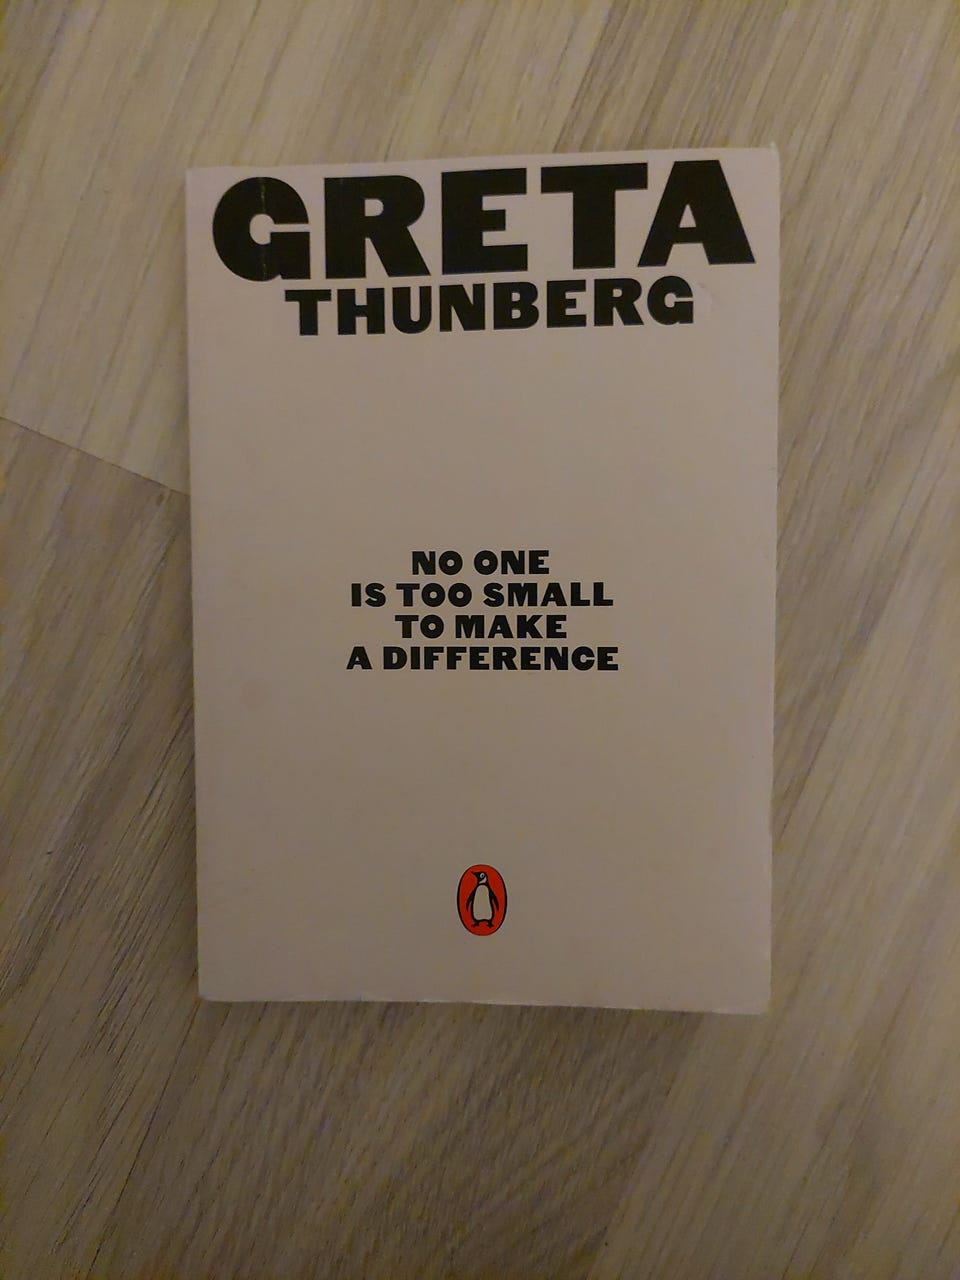 GRETA
THUNBERG
NO ONE
IS TOO SMALL
TO MAKE
A DIFFERENCE